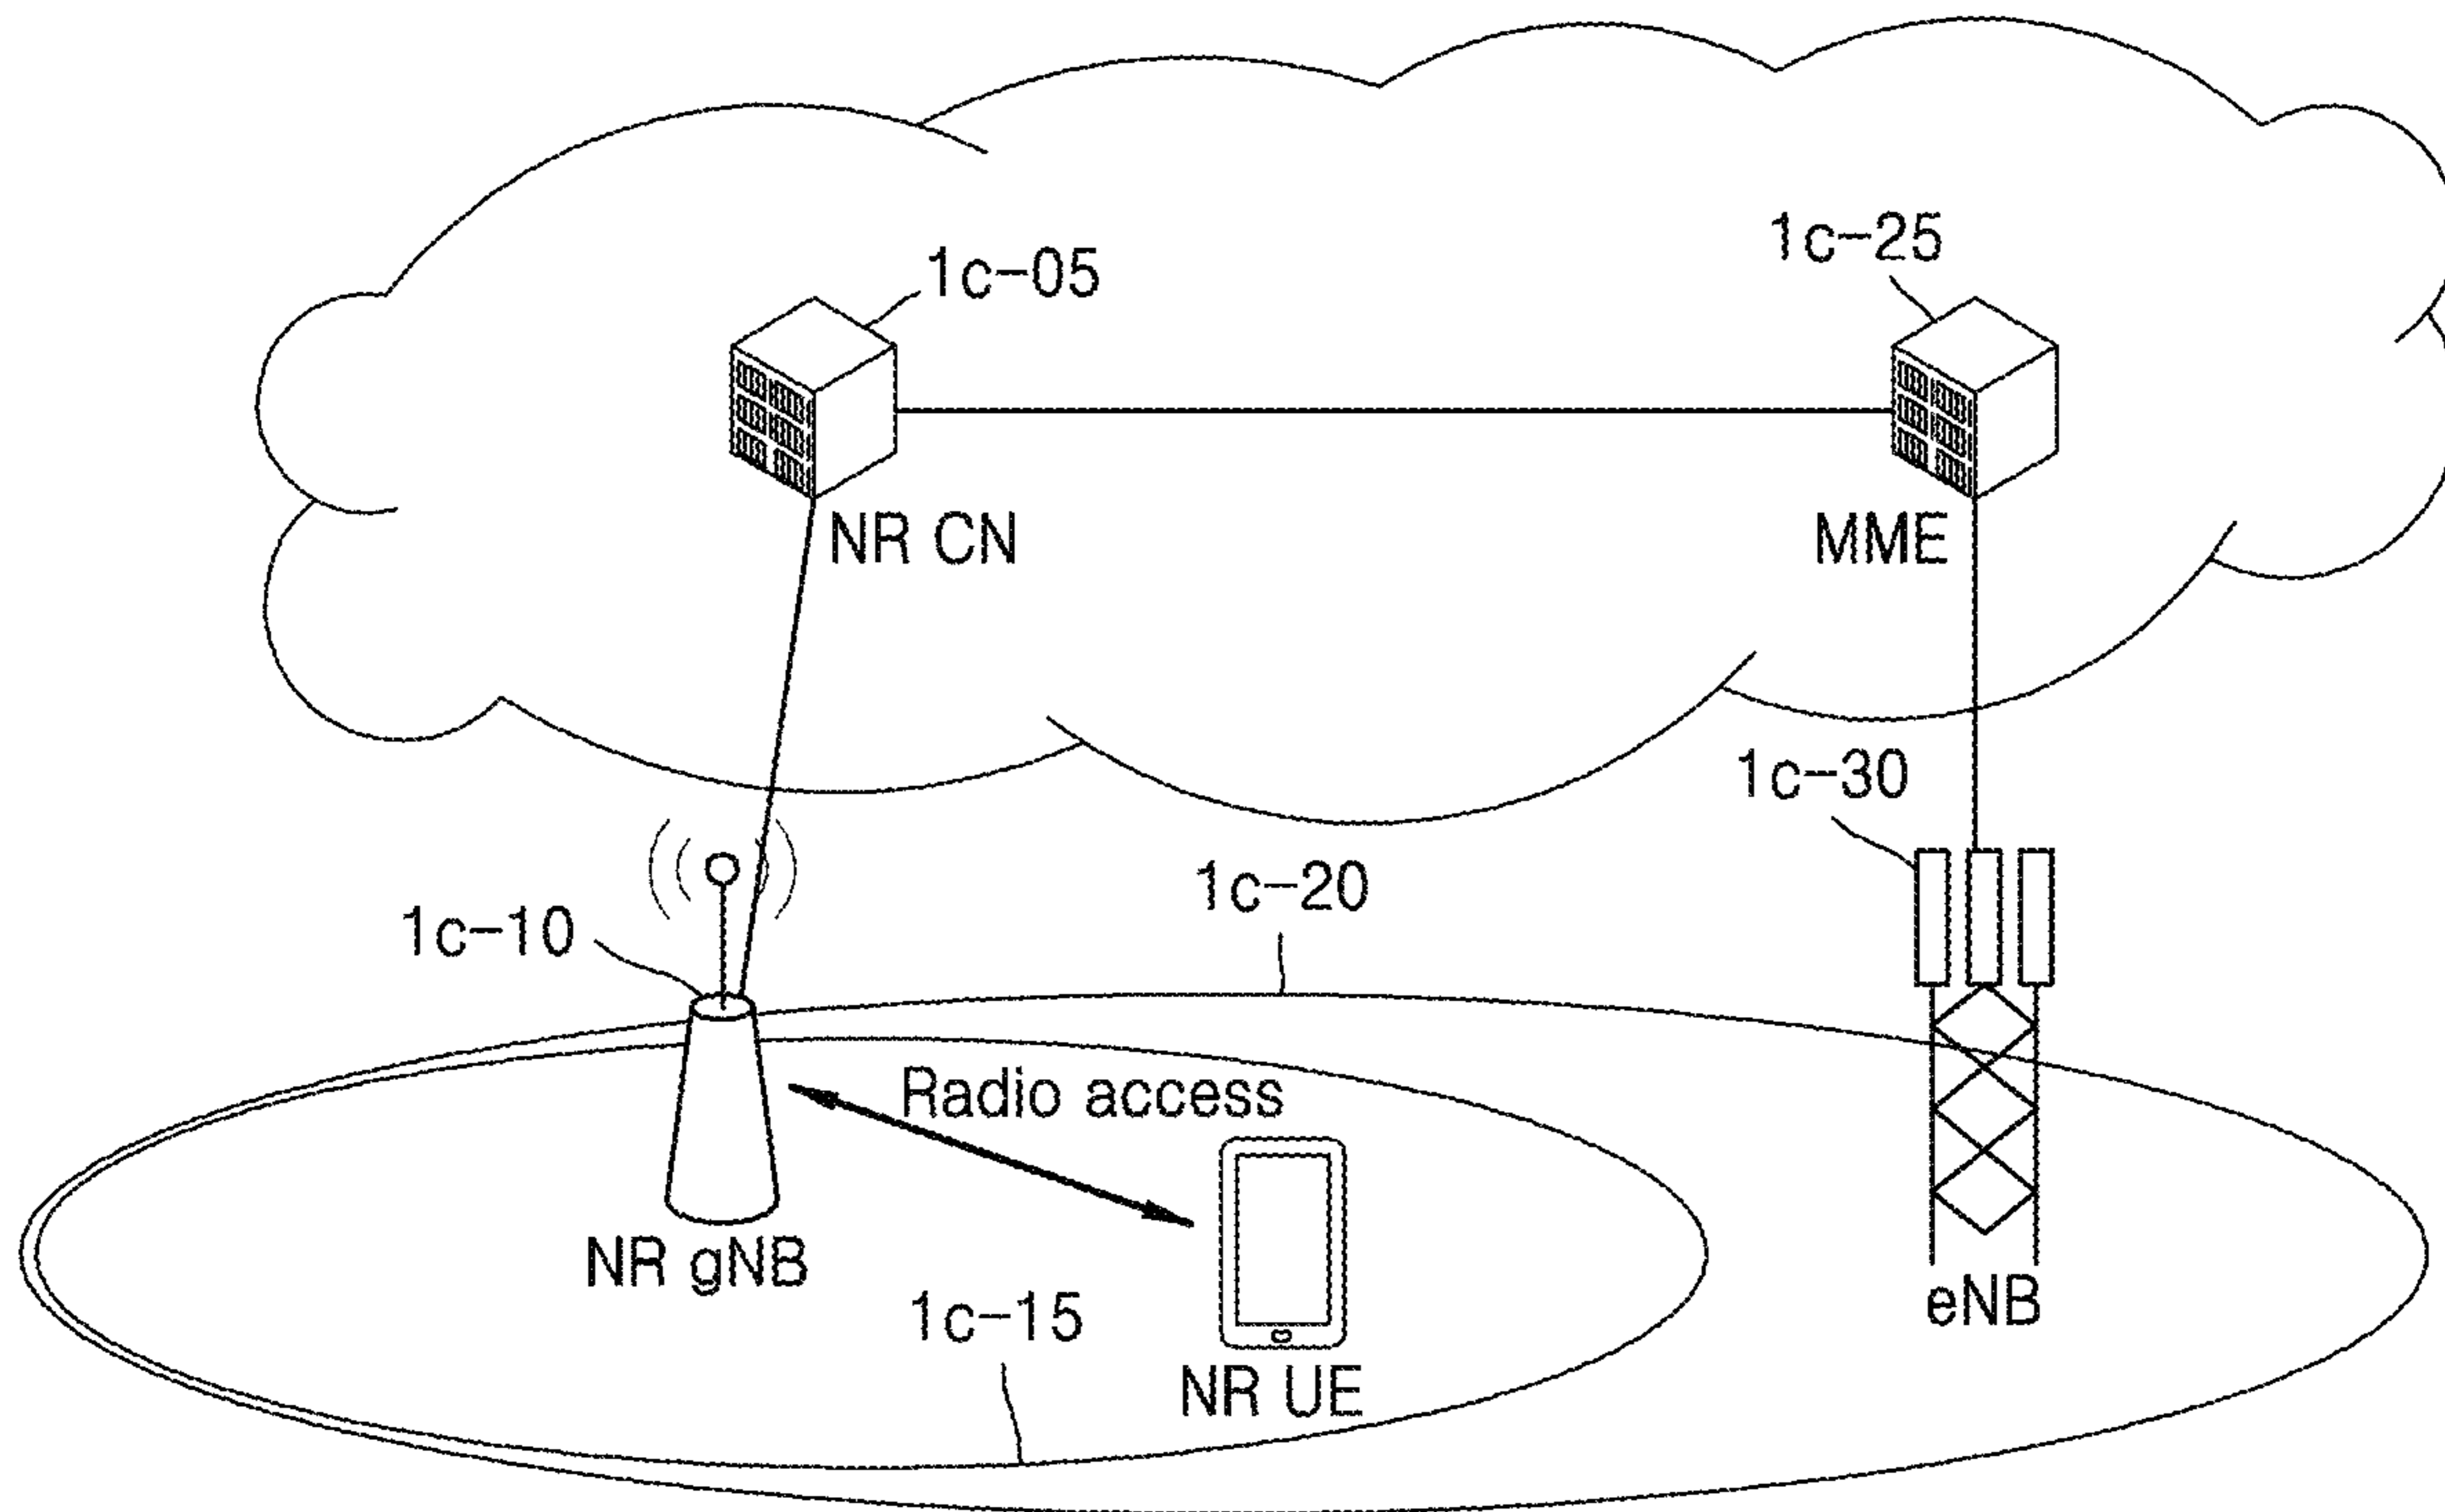 1c-25
1c-05
NR CN
MME
1c-30
1c-20
1c-10
Radio access
NR gNB
eNB
1c-15
NR UE